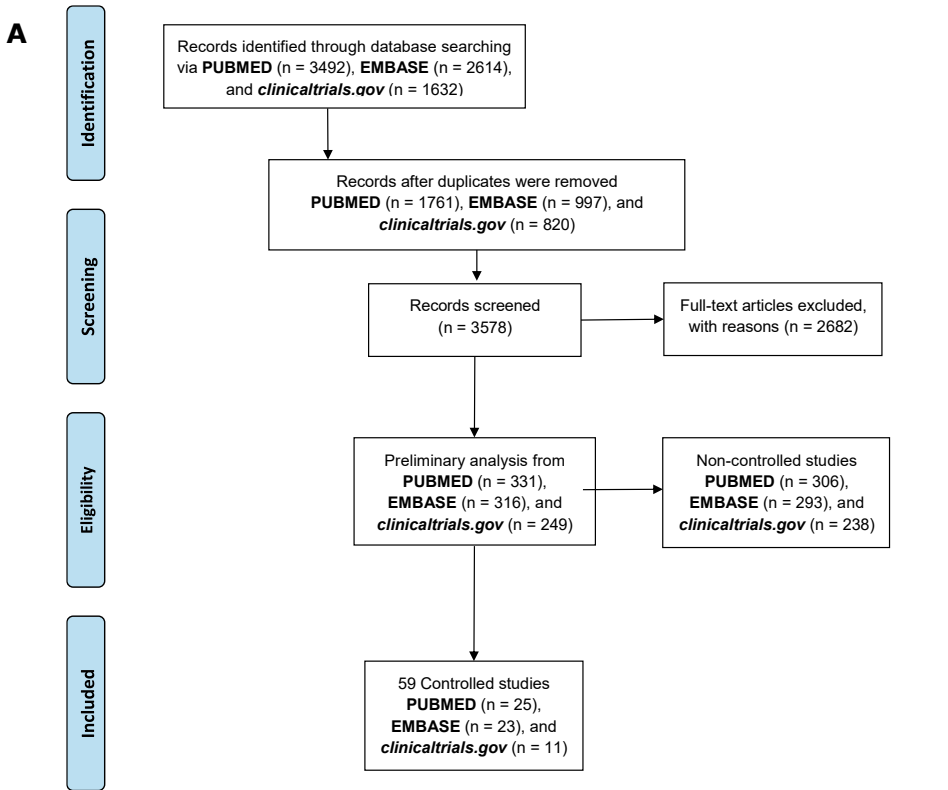 A
Identification
Records identified through database searching
via PUBMED (n = 3492), EMBASE (n = 2614),
and clinicaltrials.gov (n = 1632)
Records after duplicates were removed
PUBMED (n = 1761), EMBASE (n = 997), and
clinicaltrials.gov (n = 820)
Screening
Records screened
(n = 3578)
Full-text articles excluded,
with reasons (n = 2682)
Eligibility
Preliminary analysis from
PUBMED (n = 331),
EMBASE (n = 316), and
clinicaltrials.gov (n = 249)
Non-controlled studies
PUBMED (n = 306),
EMBASE (n = 293), and
clinicaltrials.gov (n = 238)
Included
59 Controlled studies
PUBMED (n = 25),
EMBASE (n = 23), and
clinicaltrials.gov (n = 11)